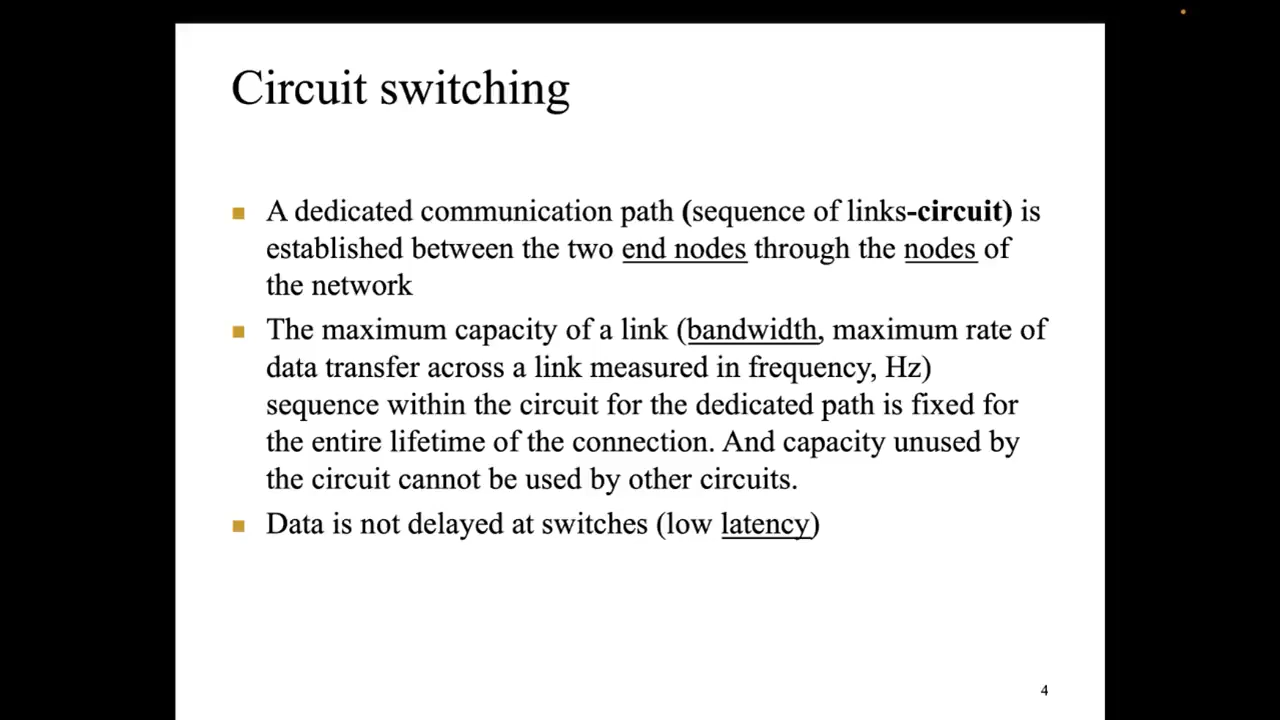 Circuit switching
A dedicated communication path (sequence of links-circuit) is
established between the two end nodes through the nodes of
the network
The maximum capacity of a link (bandwidth, maximum rate of
data transfer across a link measured in frequency, Hz)
sequence within the circuit for the dedicated path is fixed for
the entire lifetime of the connection. And capacity unused by
the circuit cannot be used by other circuits.
Data is not delayed at switches (low latency)
4